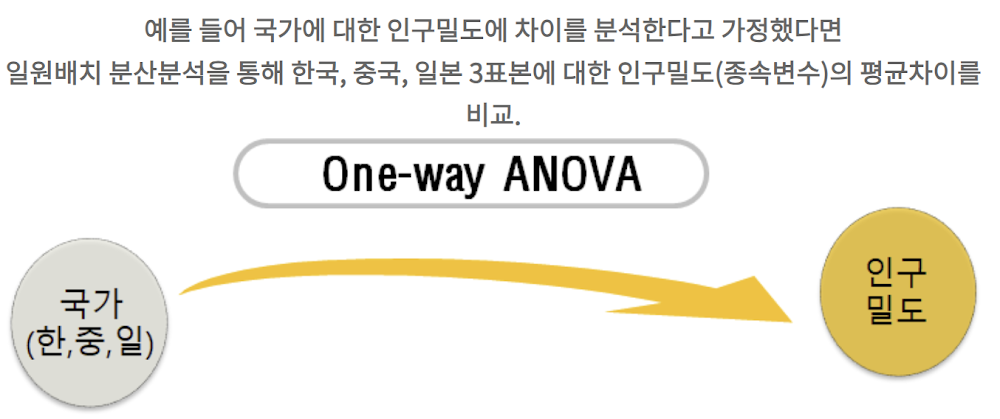 예를 들어 국가에 대한 인구밀도에 차이를 분석한다고 가정했다면
일원배치 분산분석을 통해 한국, 중국, 일본 3표본에 대한 인구밀도(종속변수)의 평균차이를
비교.
One-way ANOVA
국가
(한,중,일)
인구
밀도